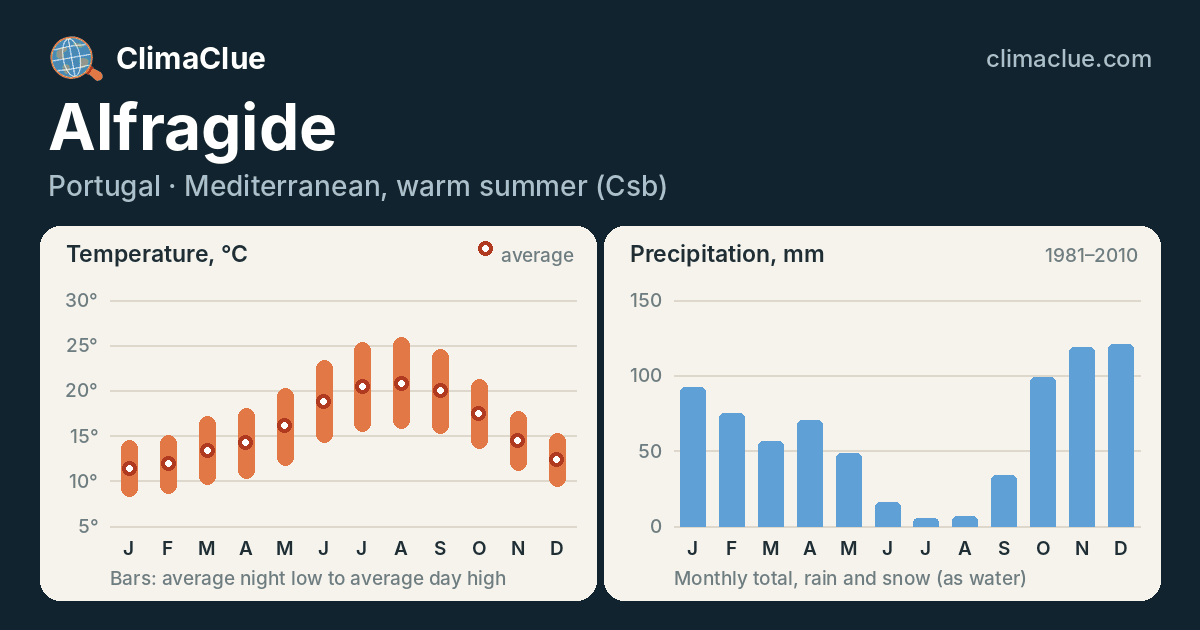 ClimaClue
climaclue.com
Alfragide
Portugal · Mediterranean, warm summer (Csb)
Temperature, °C
average
30°
25°
20°
15°
10°
5°
J F M A M J J A S O N D
Bars: average night low to average day high
Precipitation, mm
1981–2010
150
100
50
0
J F M A M J J A S O N D
Monthly total, rain and snow (as water)